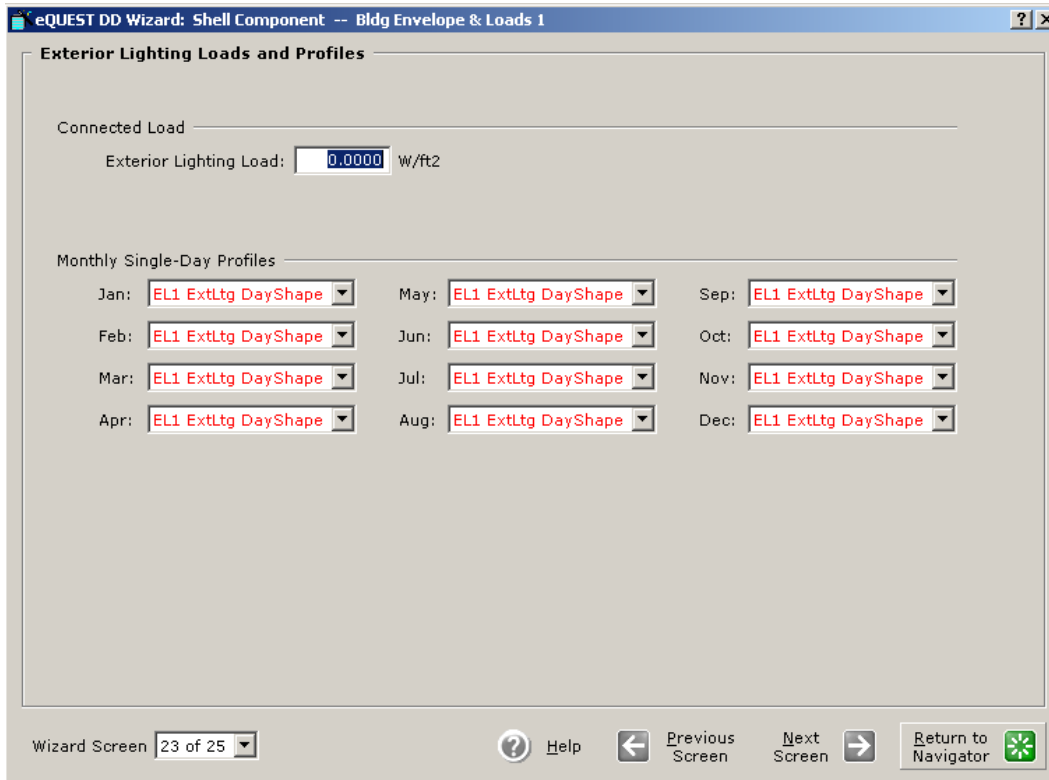 eQUEST DD Wizard: Shell Component -- Bldg Envelope & Loads 1
Exterior Lighting Loads and Profiles
Connected Load
Exterior Lighting Load: 0.0000 W/ft2
Monthly Single-Day Profiles
Jan: EL1 ExtLtg DayShape May: EL1 ExtLtg DayShape Sep: EL1 ExtLtg DayShape
Feb: EL1 ExtLtg DayShape Jun: EL1 ExtLtg DayShape Oct: EL1 ExtLtg DayShape
Mar: EL1 ExtLtg DayShape Jul: EL1 ExtLtg DayShape Nov: EL1 ExtLtg DayShape
Apr: EL1 ExtLtg DayShape Aug: EL1 ExtLtg DayShape Dec: EL1 ExtLtg DayShape
Wizard Screen 23 of 25 ? Help Previous Screen Next Screen Return to Navigator